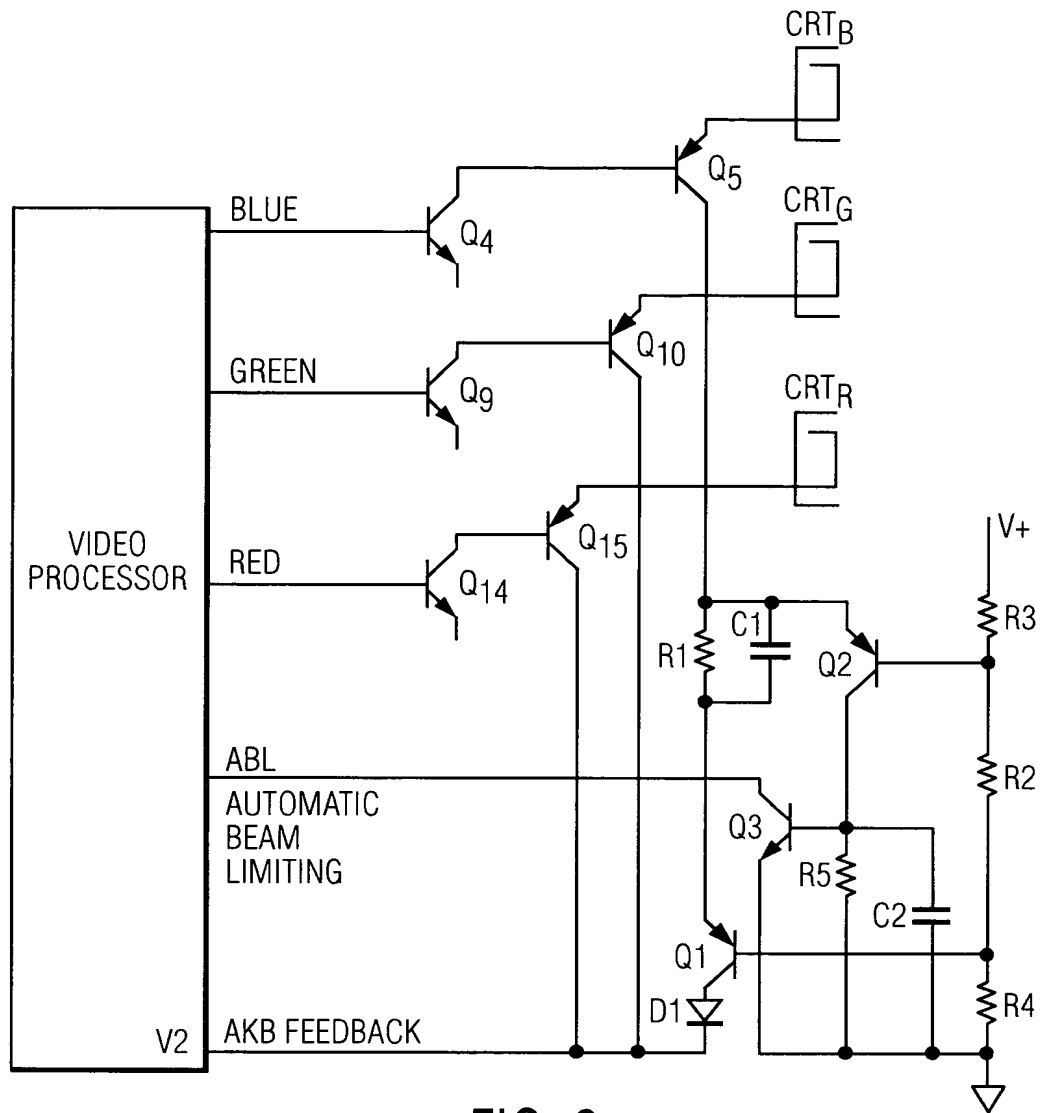 CRTB
Q5
BLUE
Q4
CRTG
Q10
GREEN
Q9
CRTR
Q15
V+
VIDEO
PROCESSOR
RED
Q14
R3
C1
R1
Q2
ABL
R2
AUTOMATIC
BEAM
LIMITING
Q3
R5
C2
Q1
R4
D1
V2
AKB FEEDBACK